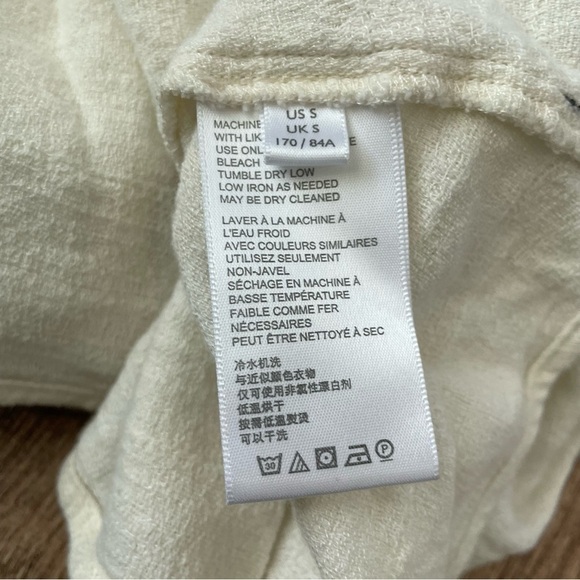 US S
UK S
170 / 84A
MACHINE
WITH LIK
USE ONL
BLEACH
TUMBLE DRY LOW
LOW IRON AS NEEDED
MAY BE DRY CLEANED
LAVER À LA MACHINE À
L'EAU FROID
AVEC COULEURS SIMILAIRES
UTILISEZ SEULEMENT
NON-JAVEL
SÉCHAGE EN MACHINE À
BASSE TEMPÉRATURE
FAIBLE COMME FER
NÉCESSAIRES
PEUT ÊTRE NETTOYÉ À SEC
冷水机洗
与近似颜色衣物
仅可使用非氧漂白剂
低温烘干
按需低温熨烫
可以干洗
30 P